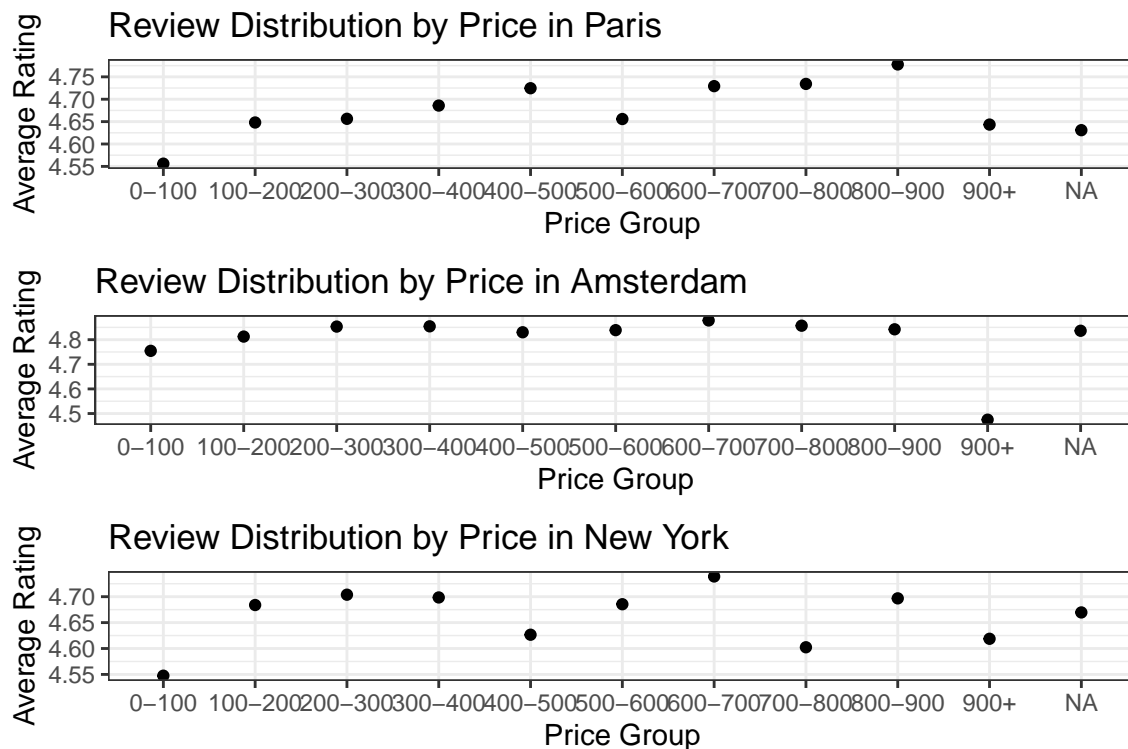 Review Distribution by Price in Paris
Average Rating
4.75
4.70
4.65
4.60
4.55
0−100 100−200 200−300 300−400 400−500 500−600 600−700 700−800 800−900 900+ NA
Price Group
Review Distribution by Price in Amsterdam
Average Rating
4.8
4.7
4.6
4.5
0−100 100−200 200−300 300−400 400−500 500−600 600−700 700−800 800−900 900+ NA
Price Group
Review Distribution by Price in New York
Average Rating
4.70
4.65
4.60
4.55
0−100 100−200 200−300 300−400 400−500 500−600 600−700 700−800 800−900 900+ NA
Price Group